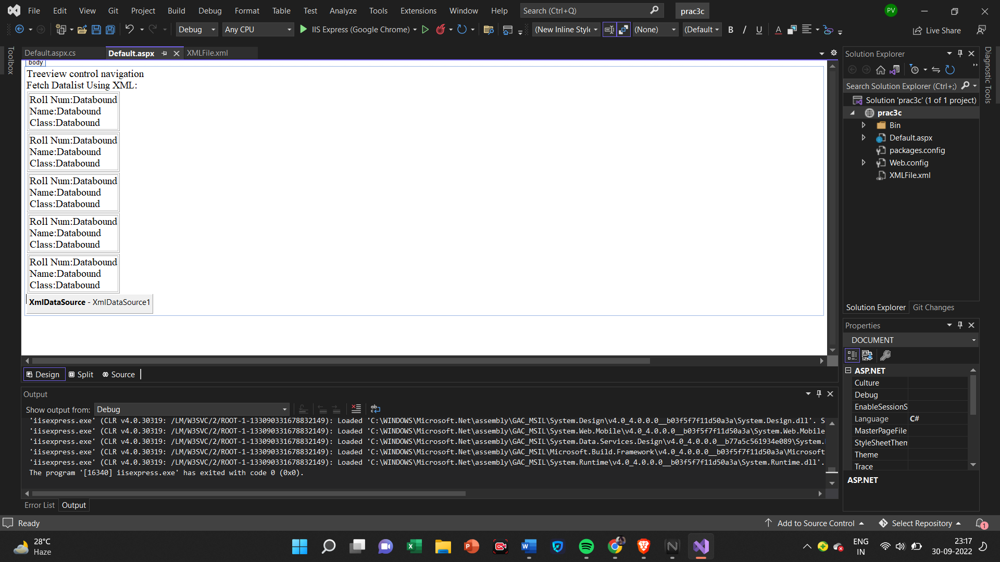 File Edit View Git Project Build Debug Format Table Test Analyze Tools Extensions Window Help Search (Ctrl+Q) prac3c PV
Debug Any CPU IIS Express (Google Chrome) (New Inline Style (None) (Default B I U A Live Share
Toolbox
Default.aspx.cs Default.aspx XMLFile.xml
body
Treeview control navigation
Fetch Datalist Using XML:
Roll Num:Databound
Name:Databound
Class:Databound
Roll Num:Databound
Name:Databound
Class:Databound
Roll Num:Databound
Name:Databound
Class:Databound
Roll Num:Databound
Name:Databound
Class:Databound
Roll Num:Databound
Name:Databound
Class:Databound
XmlDataSource - XmlDataSource1
Design Split Source
Output
Show output from: Debug
'iisexpress.exe' (CLR v4.0.30319: /LM/W3SVC/2/ROOT-1-133090331678832149): Loaded 'C:\WINDOWS\Microsoft.Net\assembly\GAC_MSIL\System.Design\v4.0_4.0.0.0__b03f5f7f11d50a3a\System.Design.dll'. S
'iisexpress.exe' (CLR v4.0.30319: /LM/W3SVC/2/ROOT-1-133090331678832149): Loaded 'C:\WINDOWS\Microsoft.Net\assembly\GAC_MSIL\System.Web.Mobile\v4.0_4.0.0.0__b03f5f7f11d50a3a\System.Web.Mobile
'iisexpress.exe' (CLR v4.0.30319: /LM/W3SVC/2/ROOT-1-133090331678832149): Loaded 'C:\WINDOWS\Microsoft.Net\assembly\GAC_MSIL\System.Data.Services.Design\v4.0_4.0.0.0__b77a5c561934e089\System.
'iisexpress.exe' (CLR v4.0.30319: /LM/W3SVC/2/ROOT-1-133090331678832149): Loaded 'C:\WINDOWS\Microsoft.Net\assembly\GAC_MSIL\Microsoft.Build.Framework\v4.0_4.0.0.0__b03f5f7f11d50a3a\Microsoft
'iisexpress.exe' (CLR v4.0.30319: /LM/W3SVC/2/ROOT-1-133090331678832149): Loaded 'C:\WINDOWS\Microsoft.Net\assembly\GAC_MSIL\System.Runtime\v4.0_4.0.0.0__b03f5f7f11d50a3a\System.Runtime.dll'.
The program '[16340] iisexpress.exe' has exited with code 0 (0x0).
Error List Output
Solution Explorer
Search Solution Explorer (Ctrl+;)
Solution 'prac3c' (1 of 1 project)
prac3c
Bin
Default.aspx
packages.config
Web.config
XMLFile.xml
Solution Explorer Git Changes
Properties
DOCUMENT
ASP.NET
Culture
Debug
EnableSessionS
Language C#
MasterPageFile
StyleSheetThem
Theme
Trace
ASP.NET
Diagnostic Tools
Ready Add to Source Control Select Repository 1
28°C
Haze
ENG
IN
23:17
30-09-2022